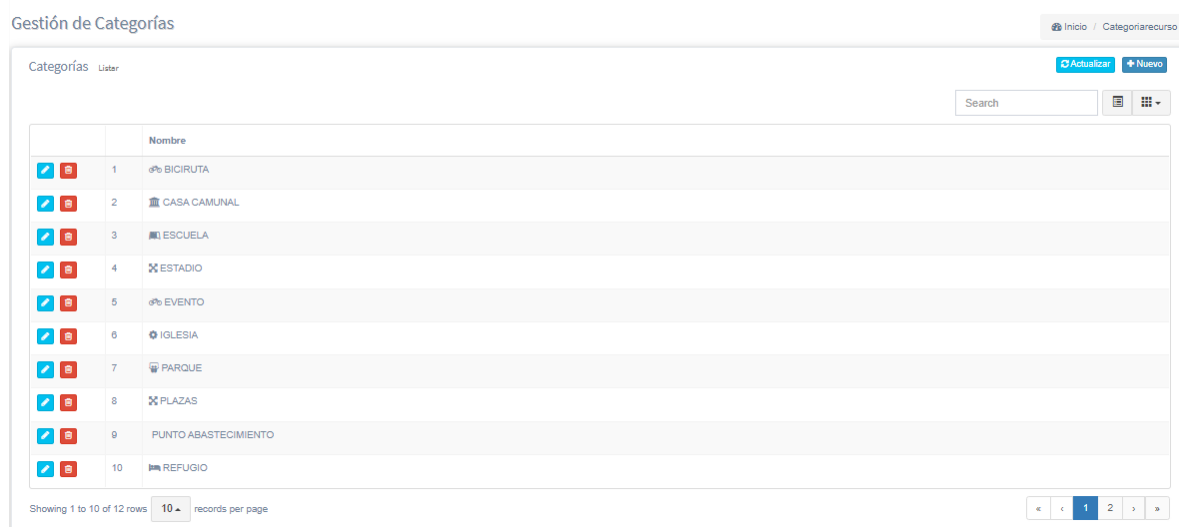 Gestión de Categorías
Inicio / Categoriarecurso
Categorías Listar
Actualizar
Nuevo
Search
Nombre
1 BICIRUTA
2 CASA CAMUNAL
3 ESCUELA
4 ESTADIO
5 EVENTO
6 IGLESIA
7 PARQUE
8 PLAZAS
9 PUNTO ABASTECIMIENTO
10 REFUGIO
Showing 1 to 10 of 12 rows 10 records per page
« ‹ 1 2 › »